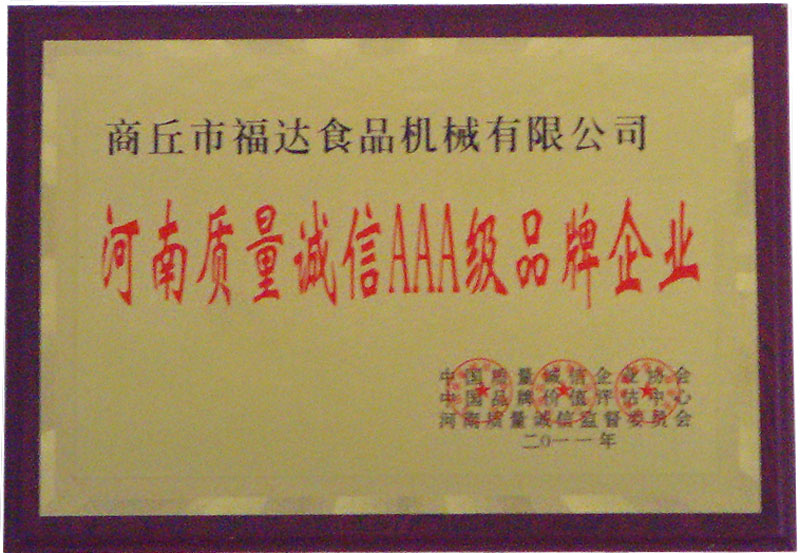 商丘市福达食品机械有限公司
河南质量诚信AAA级品牌企业
中国质量诚信企业协会
中国品牌价值评估中心
河南质量诚信监督委员会
二0一一年